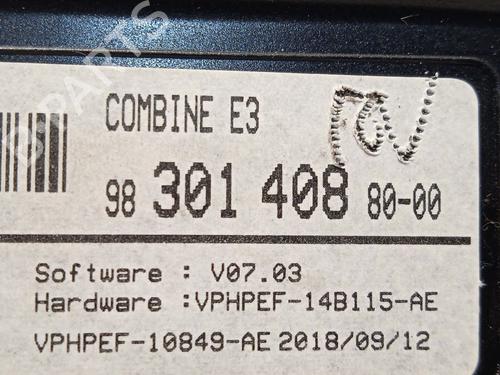 COMBINE E3
98 301 408 80-00
Software : V07.03
Hardware :VPHPEF-14B115-AE
VPHPEF-10849-AE 2018/09/12